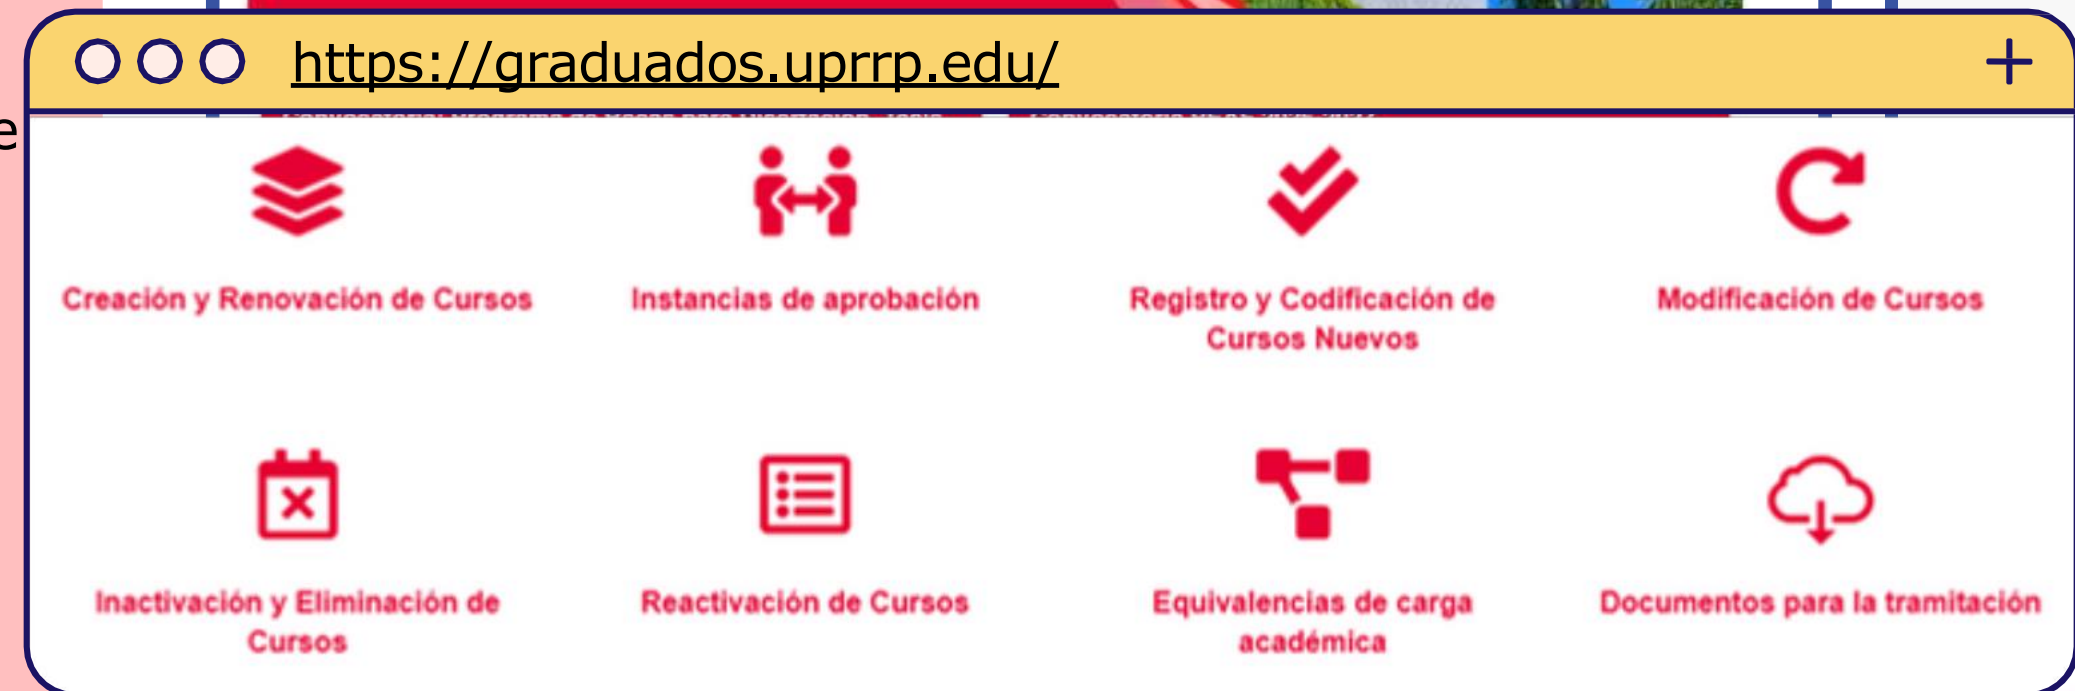 https://graduados.uprrp.edu/
e
Creación y Renovación de Cursos
Instancias de aprobación
Registro y Codificación de
Cursos Nuevos
Modificación de Cursos
Inactivación y Eliminación de
Cursos
Reactivación de Cursos
Equivalencias de carga
académica
Documentos para la tramitación